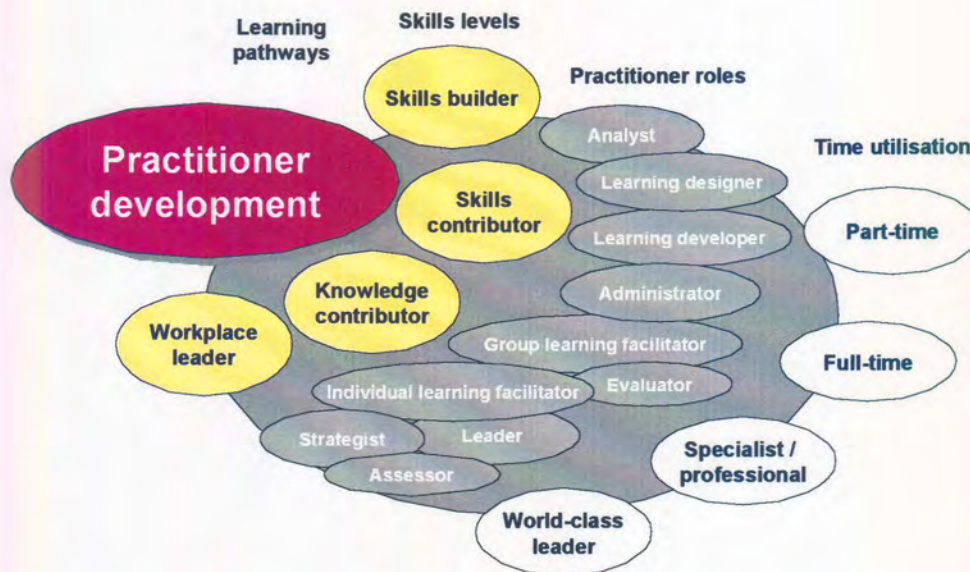 Learning
pathways
Skills levels
Skills builder
Practitioner roles
Practitioner
development
Analyst
Time utilisation
Learning designer
Skills
contributor
Part-time
Learning developer
Knowledge
contributor
Administrator
Workplace
leader
Group learning facilitator
Full-time
Individual learning facilitator
Evaluator
Strategist
Leader
Specialist /
professional
Assessor
World-class
leader